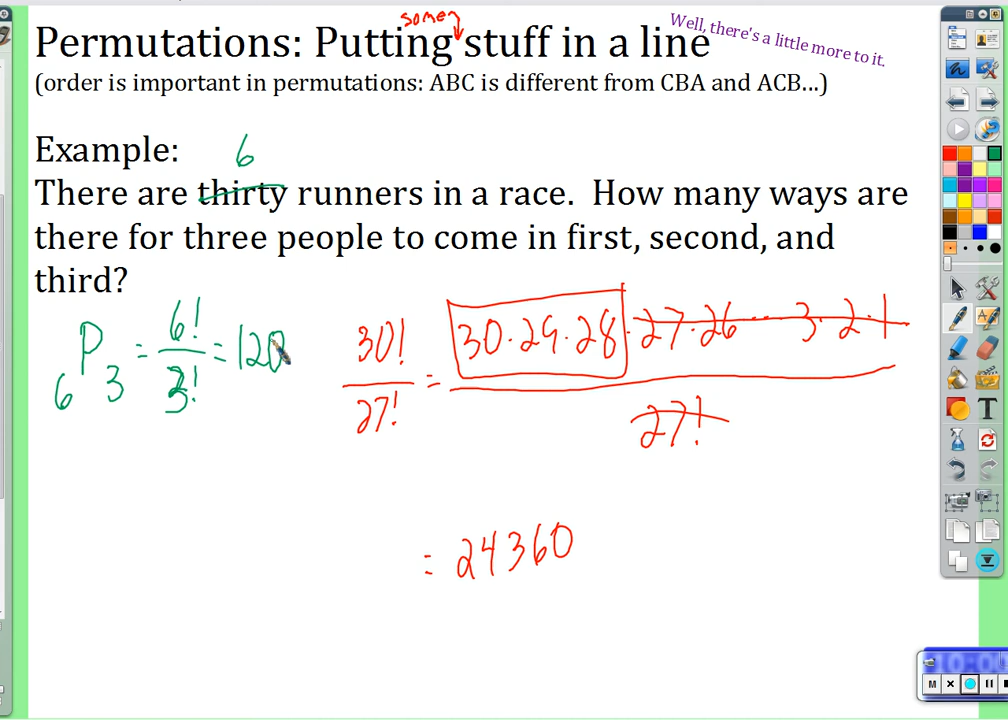 some
Permutations: Putting stuff in a line
Well, there's a little more to it.
(order is important in permutations: ABC is different from CBA and ACB...)
Example:
6
There are thirty runners in a race. How many ways are
there for three people to come in first, second, and
third?
6P3 = 6!/3! = 120
30!/27! = 30·29·28·27·26...3·2·1/27!
= 24360
10:00
M
T